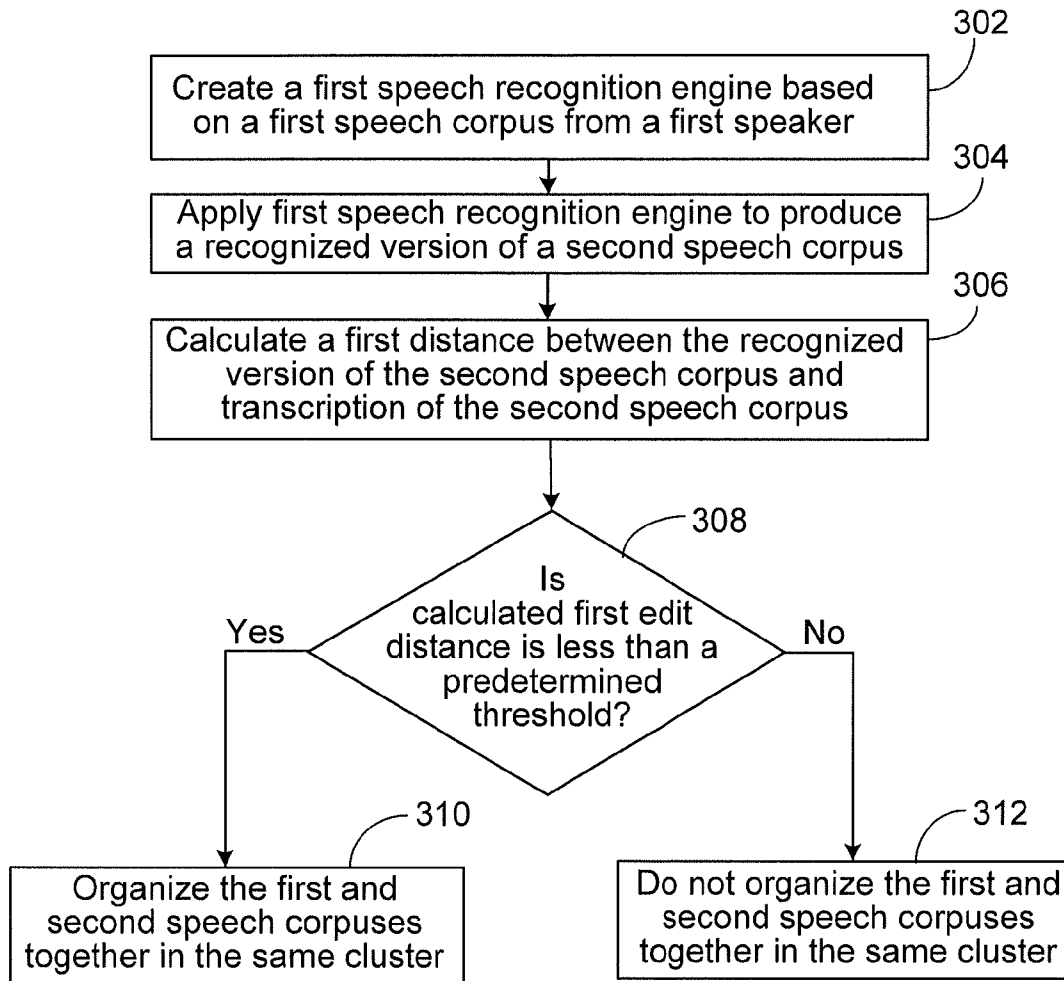 302
Create a first speech recognition engine based
on a first speech corpus from a first speaker
304
Apply first speech recognition engine to produce
a recognized version of a second speech corpus
306
Calculate a first distance between the recognized
version of the second speech corpus and
transcription of the second speech corpus
308
Is
calculated first edit
distance is less than a
predetermined
threshold?
Yes
No
310
Organize the first and
second speech corpuses
together in the same cluster
312
Do not organize the first and
second speech corpuses
together in the same cluster